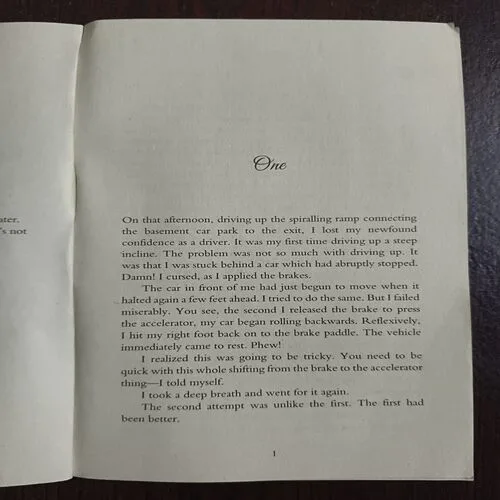 ater.
's not
One
On that afternoon, driving up the spiralling ramp connecting
the basement car park to the exit, I lost my newfound
confidence as a driver. It was my first time driving up a steep
incline. The problem was not so much with driving up. It
was that I was stuck behind a car which had abruptly stopped.
Damn! I cursed, as I applied the brakes.
The car in front of me had just begun to move when it
halted again a few feet ahead. I tried to do the same. But I failed
miserably. You see, the second I released the brake to press
the accelerator, my car began rolling backwards. Reflexively,
I hit my right foot back on to the brake paddle. The vehicle
immediately came to rest. Phew!
I realized this was going to be tricky. You need to be
quick with this whole shifting from the brake to the accelerator
thing—I told myself.
I took a deep breath and went for it again.
The second attempt was unlike the first. The first had
been better.
1